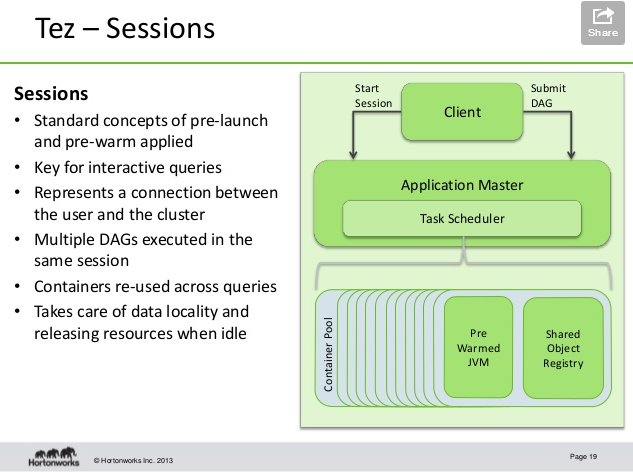 Tez – Sessions
Share
Sessions
• Standard concepts of pre-launch
and pre-warm applied
• Key for interactive queries
• Represents a connection between
the user and the cluster
• Multiple DAGs executed in the
same session
• Containers re-used across queries
• Takes care of data locality and
releasing resources when idle
Start
Session
Client
Submit
DAG
Application Master
Task Scheduler
Container Pool
Pre
Warmed
JVM
Shared
Object
Registry
Hortonworks
© Hortonworks Inc. 2013
Page 19